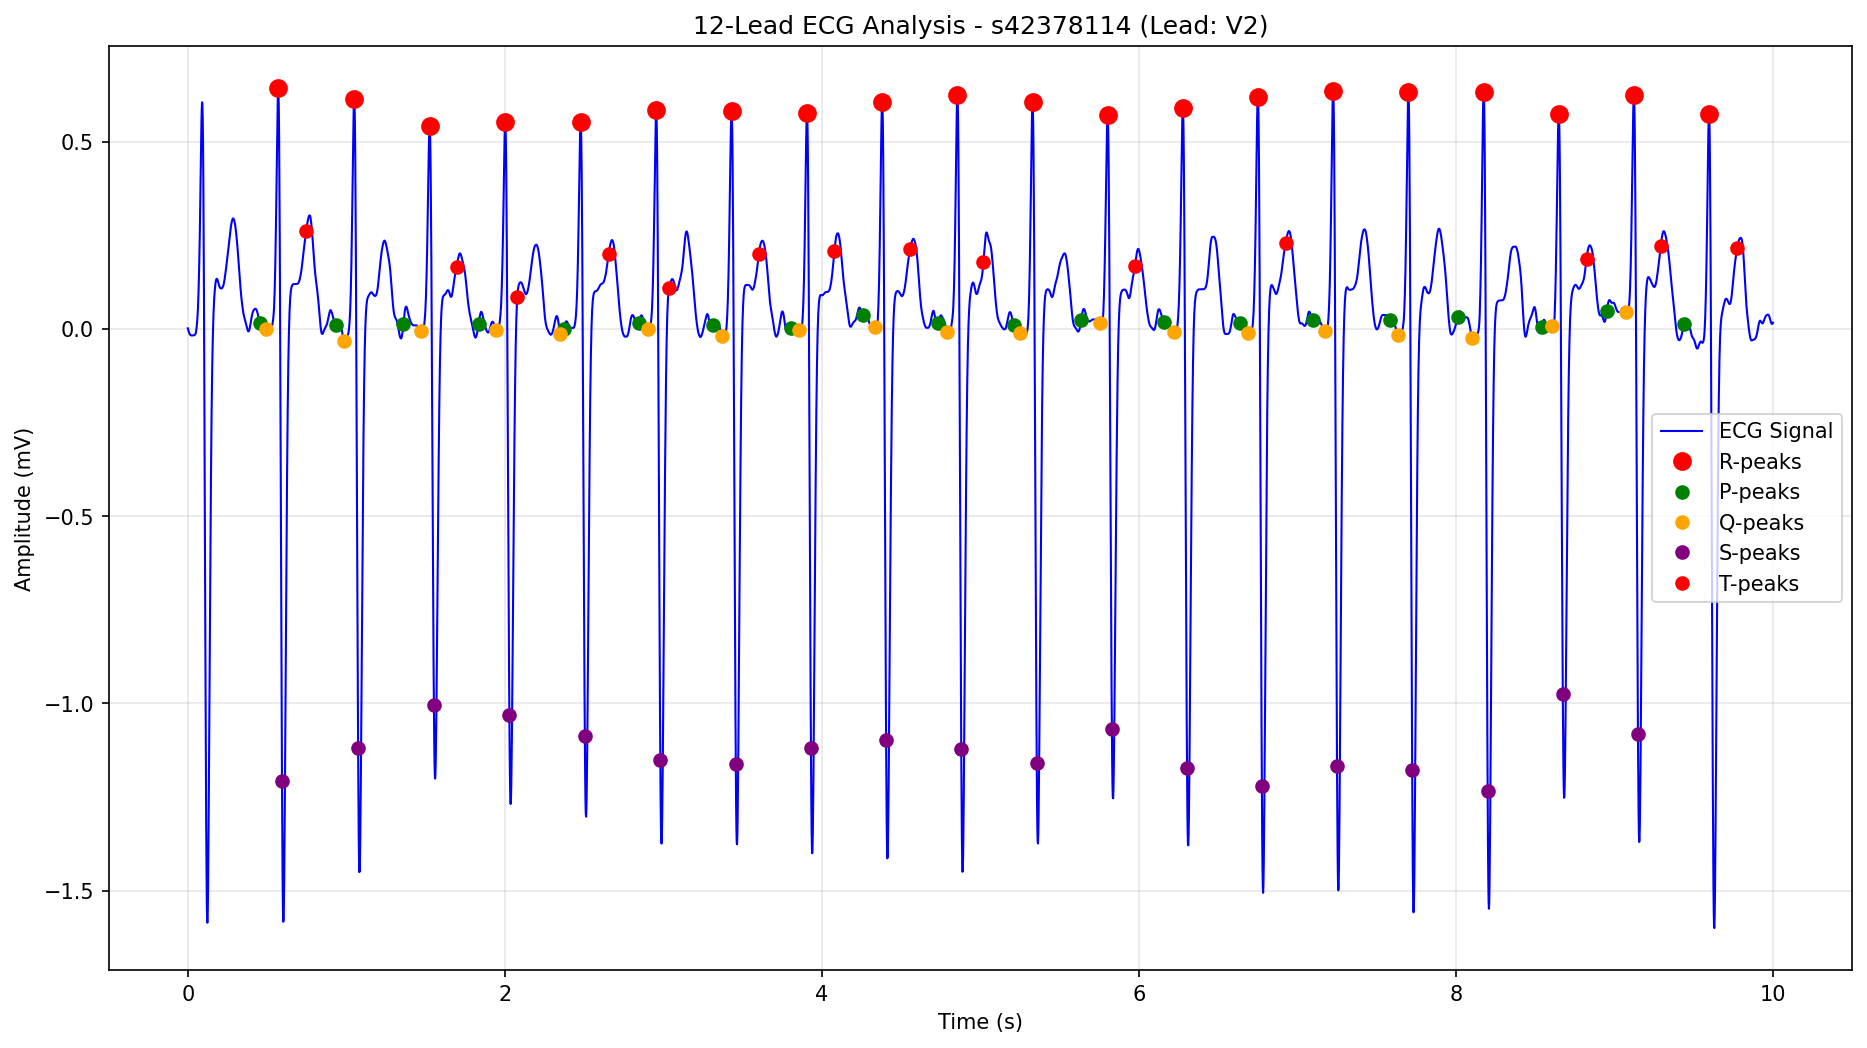 12-Lead ECG Analysis - s42378114 (Lead: V2)
Amplitude (mV)
0.5
0.0
−0.5
−1.0
−1.5
ECG Signal
R-peaks
P-peaks
Q-peaks
S-peaks
T-peaks
0 2 4 6 8 10
Time (s)